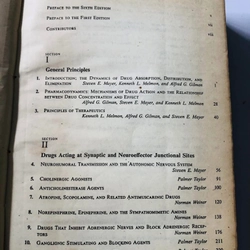 PREFACE TO THE SIXTH EDITION
PREFACE TO THE FIRST EDITION
CONTRIBUTORS
SECTION
I
General Principles
1. INTRODUCTION; THE DYNAMICS OF DRUG ABSORPTION, DISTRIBUTION, AND
ELIMINATION
Steven E. Mayer, Kenneth L. Melmon, and Alfred G. Gilman
2. PHARMACODYNAMICS: MECHANISMS OF DRUG ACTION AND THE RELATIONSHIP
BETWEEN DRUG CONCENTRATION AND EFFECT
Alfred G. Gilman, Steven E. Mayer, and Kenneth L. Melmon
3. PRINCIPLES OF THERAPEUTICS
Kenneth L. Melmon, Alfred G. Gilman, and Steven E. Mayer
SECTION
II
Drugs Acting at Synaptic and Neuroeffector Junctional Sites
4. NEUROHUMORAL TRANSMISSION AND THE AUTONOMIC NERVOUS SYSTEM
Steven E. Mayer 56
5. CHOLINERGIC AGONISTS Palmer Taylor 91
6. ANTICHOLINESTERASE AGENTS Palmer Taylor 100
7. ATROPINE, SCOPOLAMINE, AND RELATED ANTIMUSCARINIC DRUGS
Norman Weiner 120
8. NOREPINEPHRINE, EPINEPHRINE, AND THE SYMPATHOMIMETIC AMINES
Norman Weiner 138
9. DRUGS THAT INHIBIT ADRENERGIC NERVES AND BLOCK ADRENERGIC
RECEPTORS Norman Weiner 176
10. GANGLIONIC STIMULATING AND BLOCKING AGENTS Palmer Taylor